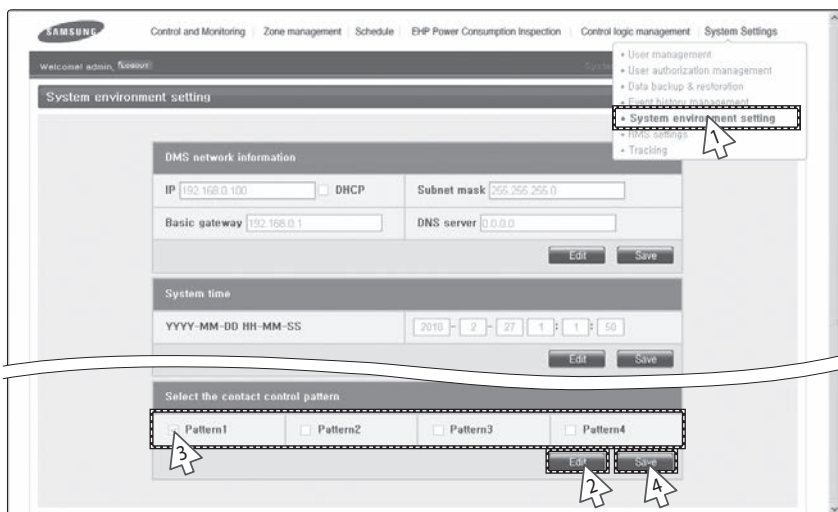 SAMSUNG
Control and Monitoring Zone management Schedule EHP Power Consumption Inspection Control logic management System Settings
Welcome! admin, LOGOUT
• User management
• User authorization management
• Data backup & restoration
• Event history management
• System environment setting
• RMS settings
• Tracking
1
System environment setting
DMS network information
IP 192.168.0.100 DHCP Subnet mask 255.255.255.0
Basic gateway 192.168.0.1 DNS server 0.0.0.0
Edit Save
System time
YYYY-MM-DD HH-MM-SS 2010 - 2 - 27 1 : 1 : 50
Edit Save
Select the contact control pattern
Pattern1 Pattern2 Pattern3 Pattern4
3
Edit Save
2 4